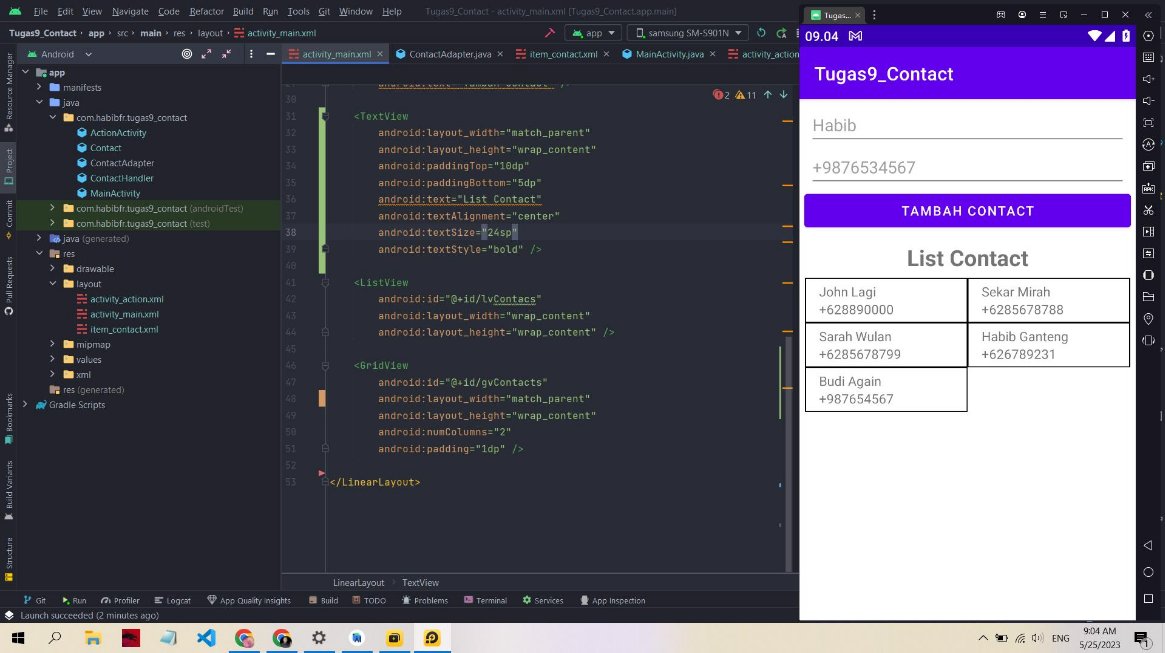 File Edit View Navigate Code Refactor Build Run Tools Git Window Help Tugas9_Contact - activity_main.xml [Tugas9_Contact.app.main]
Tugas9_Contact app src main res layout activity_main.xml app samsung SM-S901N
Android
activity_main.xml ContactAdapter.java item_contact.xml MainActivity.java activity_action
Resource Manager
Project
Commit
Pull Requests
Bookmarks
Build Variants
Structure
app
manifests
java
com.habibfr.tugas9_contact
ActionActivity
Contact
ContactAdapter
ContactHandler
MainActivity
com.habibfr.tugas9_contact (androidTest)
com.habibfr.tugas9_contact (test)
java (generated)
res
drawable
layout
activity_action.xml
activity_main.xml
item_contact.xml
mipmap
values
xml
res (generated)
Gradle Scripts
2 11
30
31 <TextView
32 android:layout_width="match_parent"
33 android:layout_height="wrap_content"
34 android:paddingTop="10dp"
35 android:paddingBottom="5dp"
36 android:text="List Contact"
37 android:textAlignment="center"
38 android:textSize="24sp"
39 android:textStyle="bold" />
40
41 <ListView
42 android:id="@+id/lvContacs"
43 android:layout_width="wrap_content"
44 android:layout_height="wrap_content" />
45
46 <GridView
47 android:id="@+id/gvContacts"
48 android:layout_width="match_parent"
49 android:layout_height="wrap_content"
50 android:numColumns="2"
51 android:padding="1dp" />
52
53 </LinearLayout>
LinearLayout TextView
Git Run Profiler Logcat App Quality Insights Build TODO Problems Terminal Services App Inspection
Launch succeeded (2 minutes ago)
Tugas...
09.04
Tugas9_Contact
Habib
+9876534567
TAMBAH CONTACT
List Contact
John Lagi
+628890000
Sekar Mirah
+6285678788
Sarah Wulan
+6285678799
Habib Ganteng
+626789231
Budi Again
+987654567
ENG
9:04 AM
5/25/2023
1